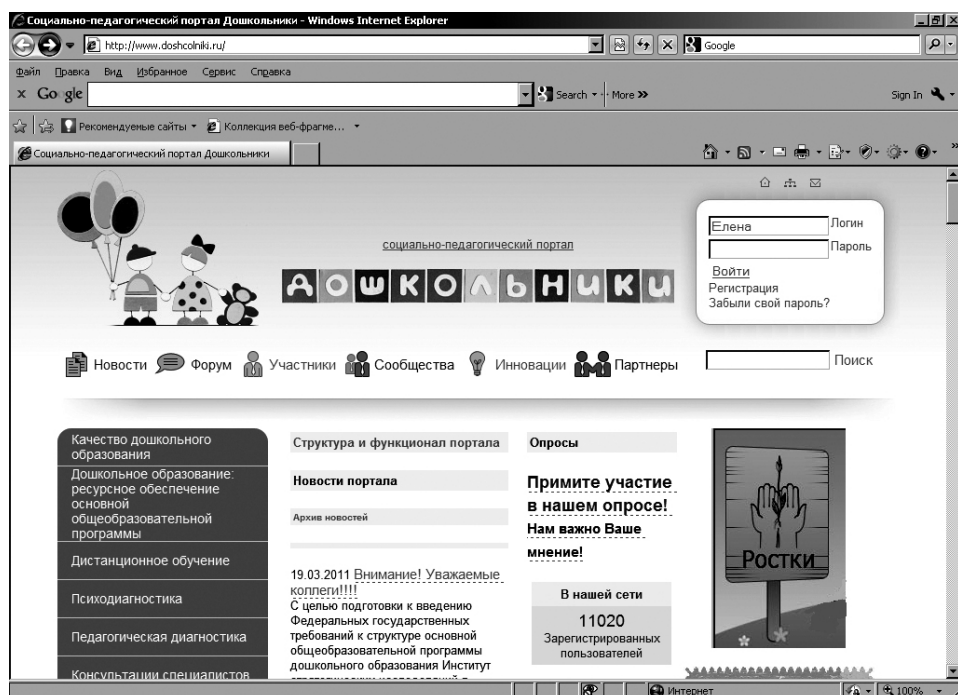 Социально-педагогический портал Дошкольники - Windows Internet Explorer
http://www.doshcolniki.ru/
Google
Файл Правка Вид Избранное Сервис Справка
x Google Search More »
Sign In
Рекомендуемые сайты Коллекция веб-фрагме...
Социально-педагогический портал Дошкольники
социально-педагогический портал
ДОШКОЛЬНИКИ
Елена Логин
Пароль
Войти
Регистрация
Забыли свой пароль?
Новости Форум Участники Сообщества Инновации Партнеры
Поиск
Качество дошкольного
образования
Дошкольное образование:
ресурсное обеспечение
основной
общеобразовательной
программы
Дистанционное обучение
Психодиагностика
Педагогическая диагностика
Консультации специалистов
Структура и функционал портала
Новости портала
Архив новостей
19.03.2011 Внимание! Уважаемые
коллеги!!!!
С целью подготовки к введению
Федеральных государственных
требований к структуре основной
общеобразовательной программы
дошкольного образования Институт
Опросы
Примите участие
в нашем опросе!
Нам важно Ваше
мнение!
В нашей сети
11020
Зарегистрированных
пользователей
Ростки
Интернет
100%